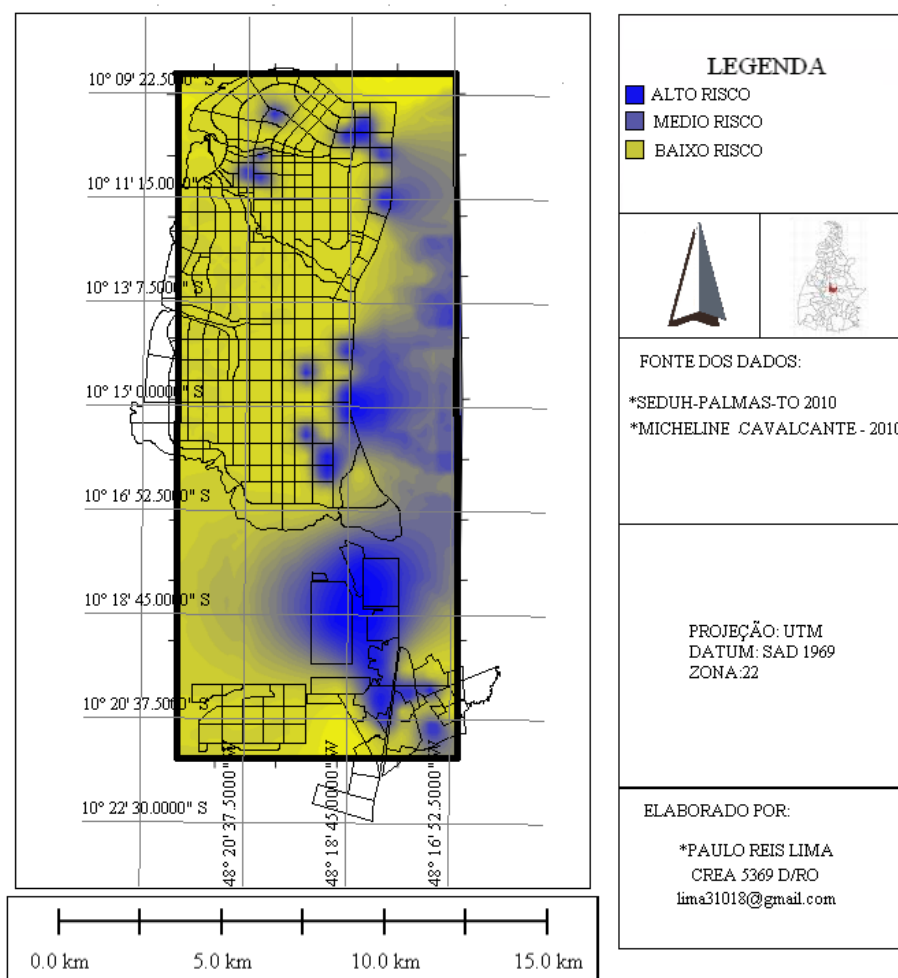 10° 09' 22.5000" S
10° 11' 15.0000" S
10° 13' 7.5000" S
10° 15' 0.0000" S
10° 16' 52.5000" S
10° 18' 45.0000" S
10° 20' 37.5000" S
10° 22' 30.0000" S
48° 20' 37.5000" W
48° 18' 45.0000" W
48° 16' 52.5000" W
0.0 km
5.0 km
10.0 km
15.0 km
LEGENDA
ALTO RISCO
MEDIO RISCO
BAIXO RISCO
FONTE DOS DADOS:
*SEDUH-PALMAS-TO 2010
*MICHELINE CAVALCANTE - 2010
PROJEÇÃO: UTM
DATUM: SAD 1969
ZONA:22
ELABORADO POR:
*PAULO REIS LIMA
CREA 5369 D/RO
lima31018@gmail.com